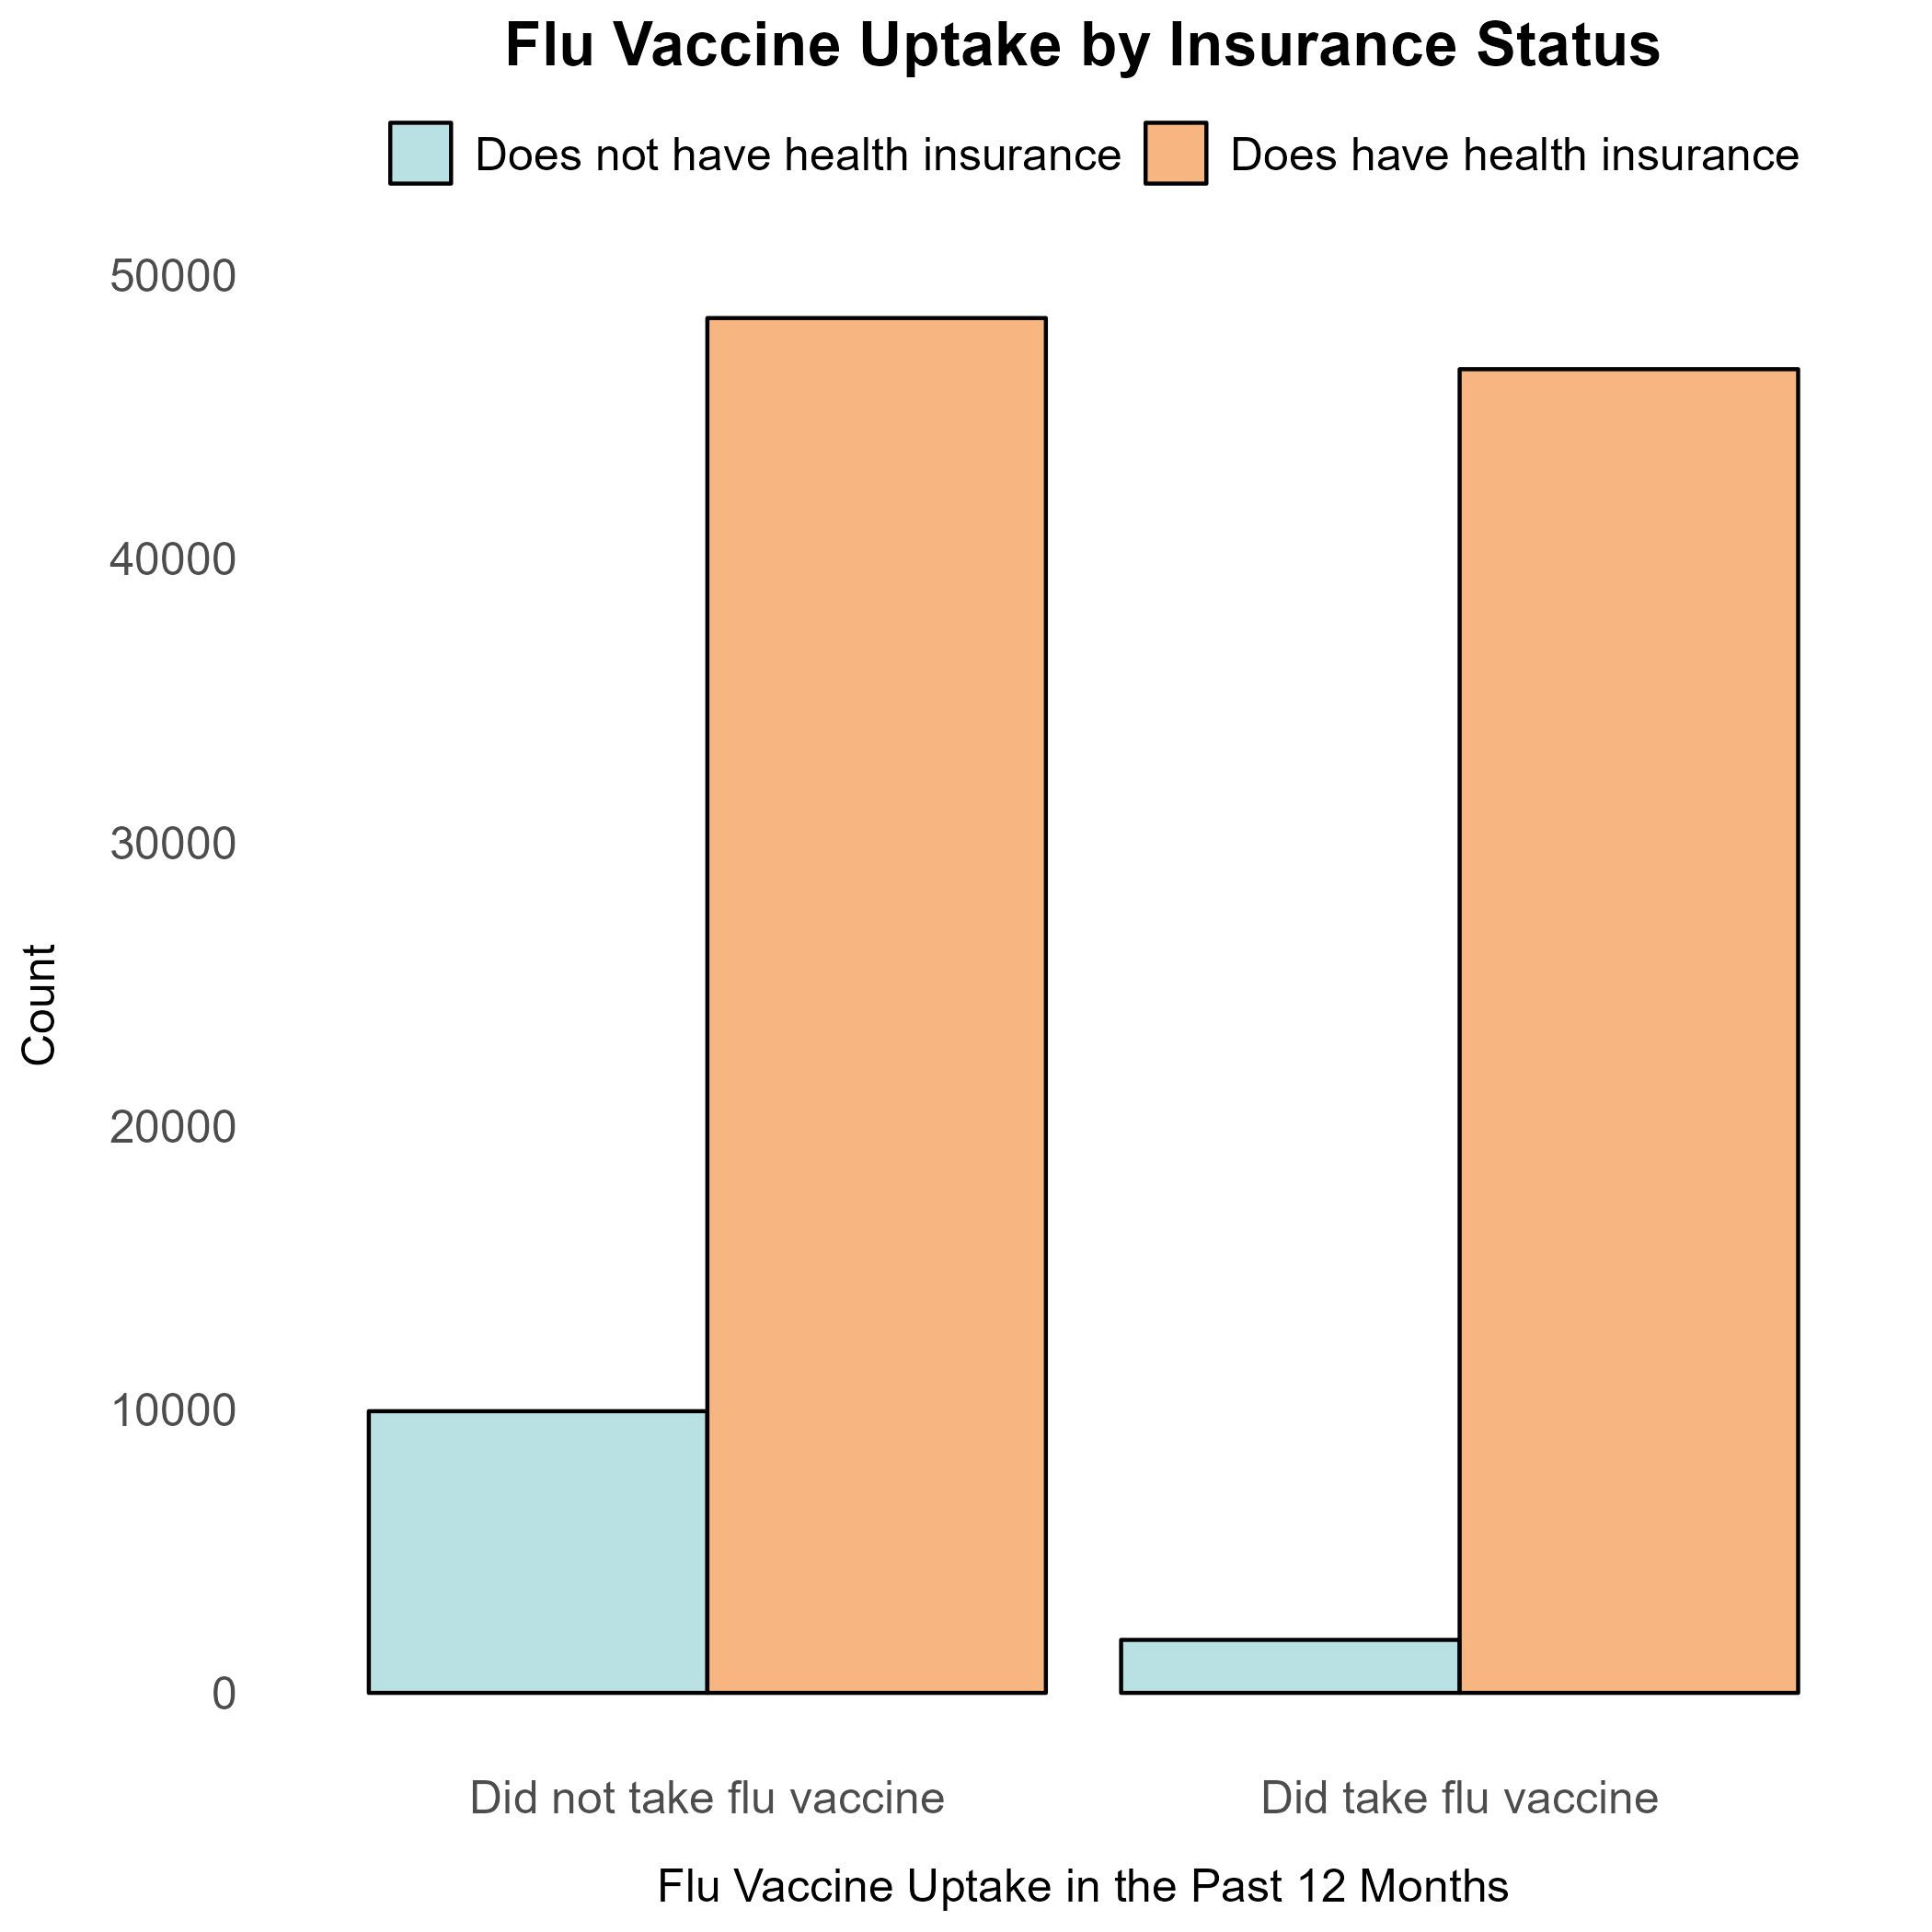 Flu Vaccine Uptake by Insurance Status
Does not have health insurance Does have health insurance
50000
40000
30000
20000
10000
0
Count
Did not take flu vaccine Did take flu vaccine
Flu Vaccine Uptake in the Past 12 Months